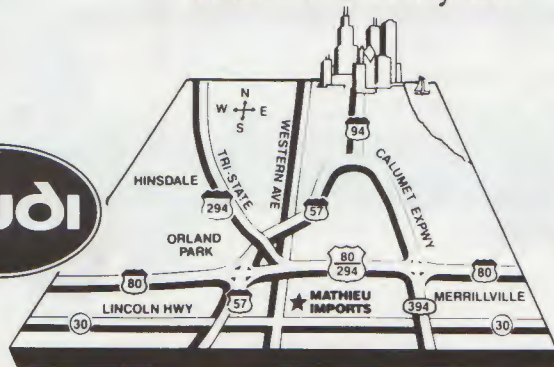 N
W E
S
94
WESTERN AVE
TRI-STATE
CALUMET EXPWY
HINSDALE
294
57
ORLAND
PARK
80
294
80
80
57
★ MATHIEU
IMPORTS
394
MERRILLVILLE
LINCOLN HWY
30
30